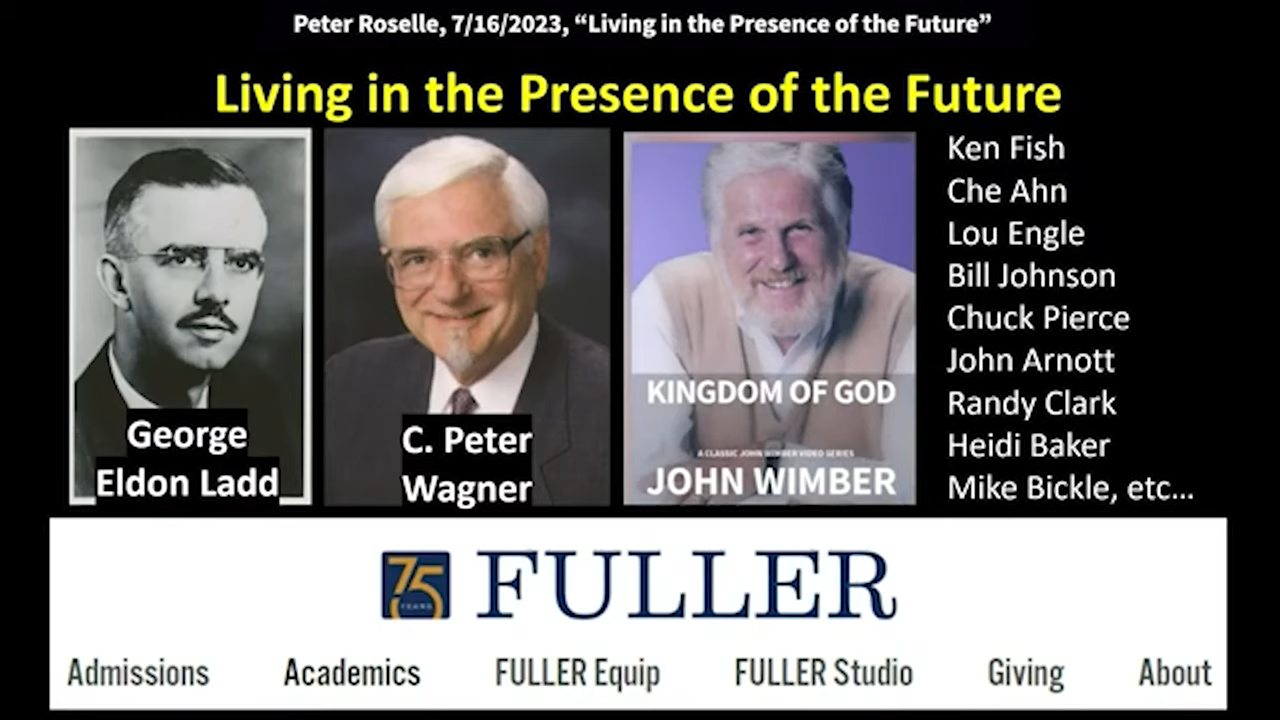 Peter Roselle, 7/16/2023, “Living in the Presence of the Future”
Living in the Presence of the Future
George
Eldon Ladd
C. Peter
Wagner
KINGDOM OF GOD
A CLASSIC JOHN WIMBER VIDEO SERIES
JOHN WIMBER
Ken Fish
Che Ahn
Lou Engle
Bill Johnson
Chuck Pierce
John Arnott
Randy Clark
Heidi Baker
Mike Bickle, etc...
75
YEARS
FULLER
Admissions Academics FULLER Equip FULLER Studio Giving About